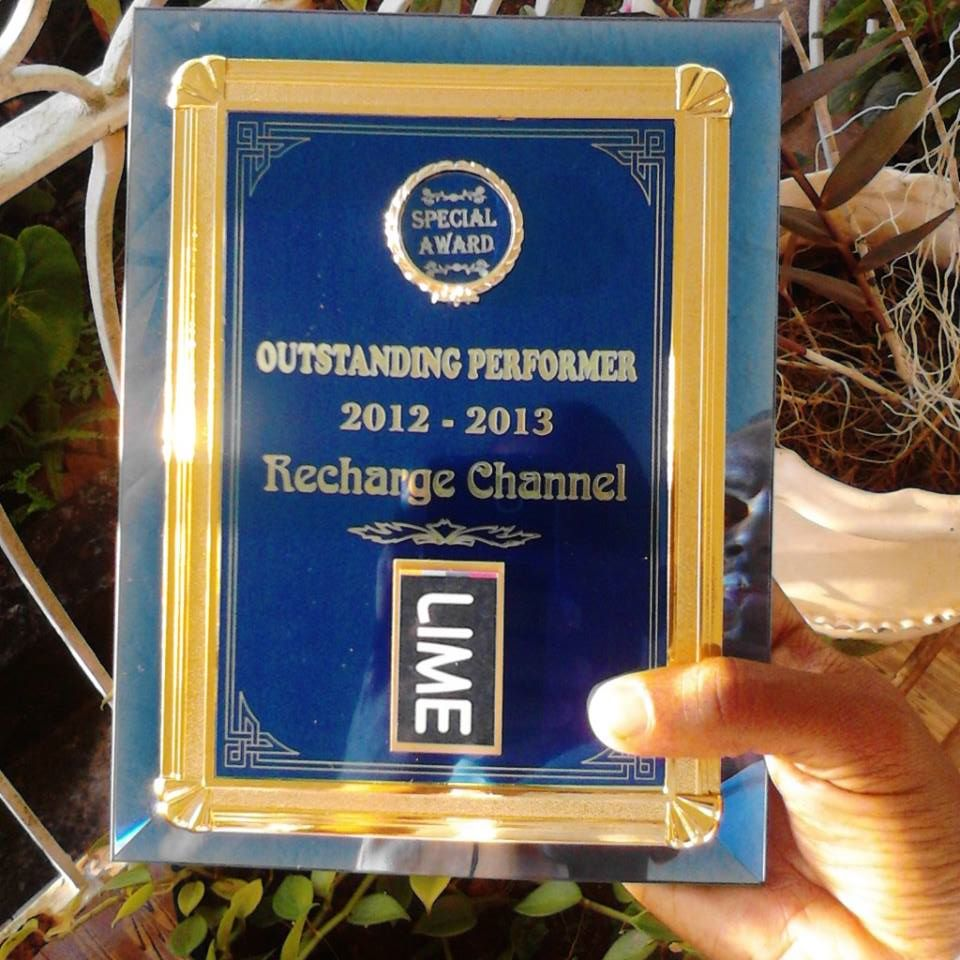 SPECIAL
AWARD
OUTSTANDING PERFORMER
2012 - 2013
Recharge Channel
LIME